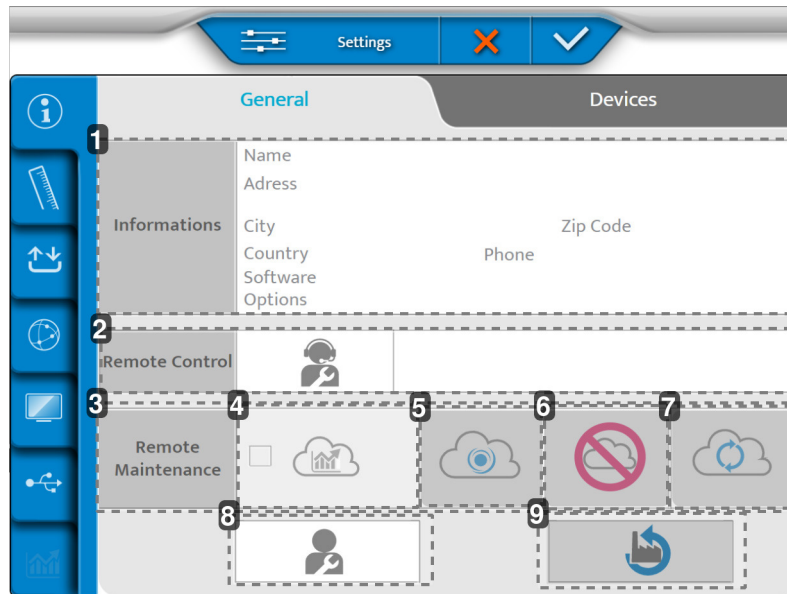 Settings
General
Devices
1
Informations
Name
Adress
City
Zip Code
Country
Phone
Software
Options
2
Remote Control
3
Remote
Maintenance
4
5
6
7
8
9